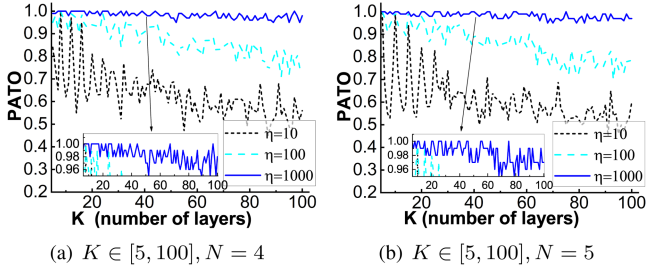 1.0
0.9
0.8
0.7
0.6
0.5
0.4
0.3
0.2
PATO
1.00
0.98
0.96
20 40 60 80 100
η=10
η=100
η=1000
20 40 60 80 100
K (number of layers)
(a) K ∈ [5, 100], N = 4
1.0
0.9
0.8
0.7
0.6
0.5
0.4
0.3
0.2
PATO
1.00
0.98
0.96
20 40 60 80 100
η=10
η=100
η=1000
20 40 60 80 100
K (number of layers)
(b) K ∈ [5, 100], N = 5